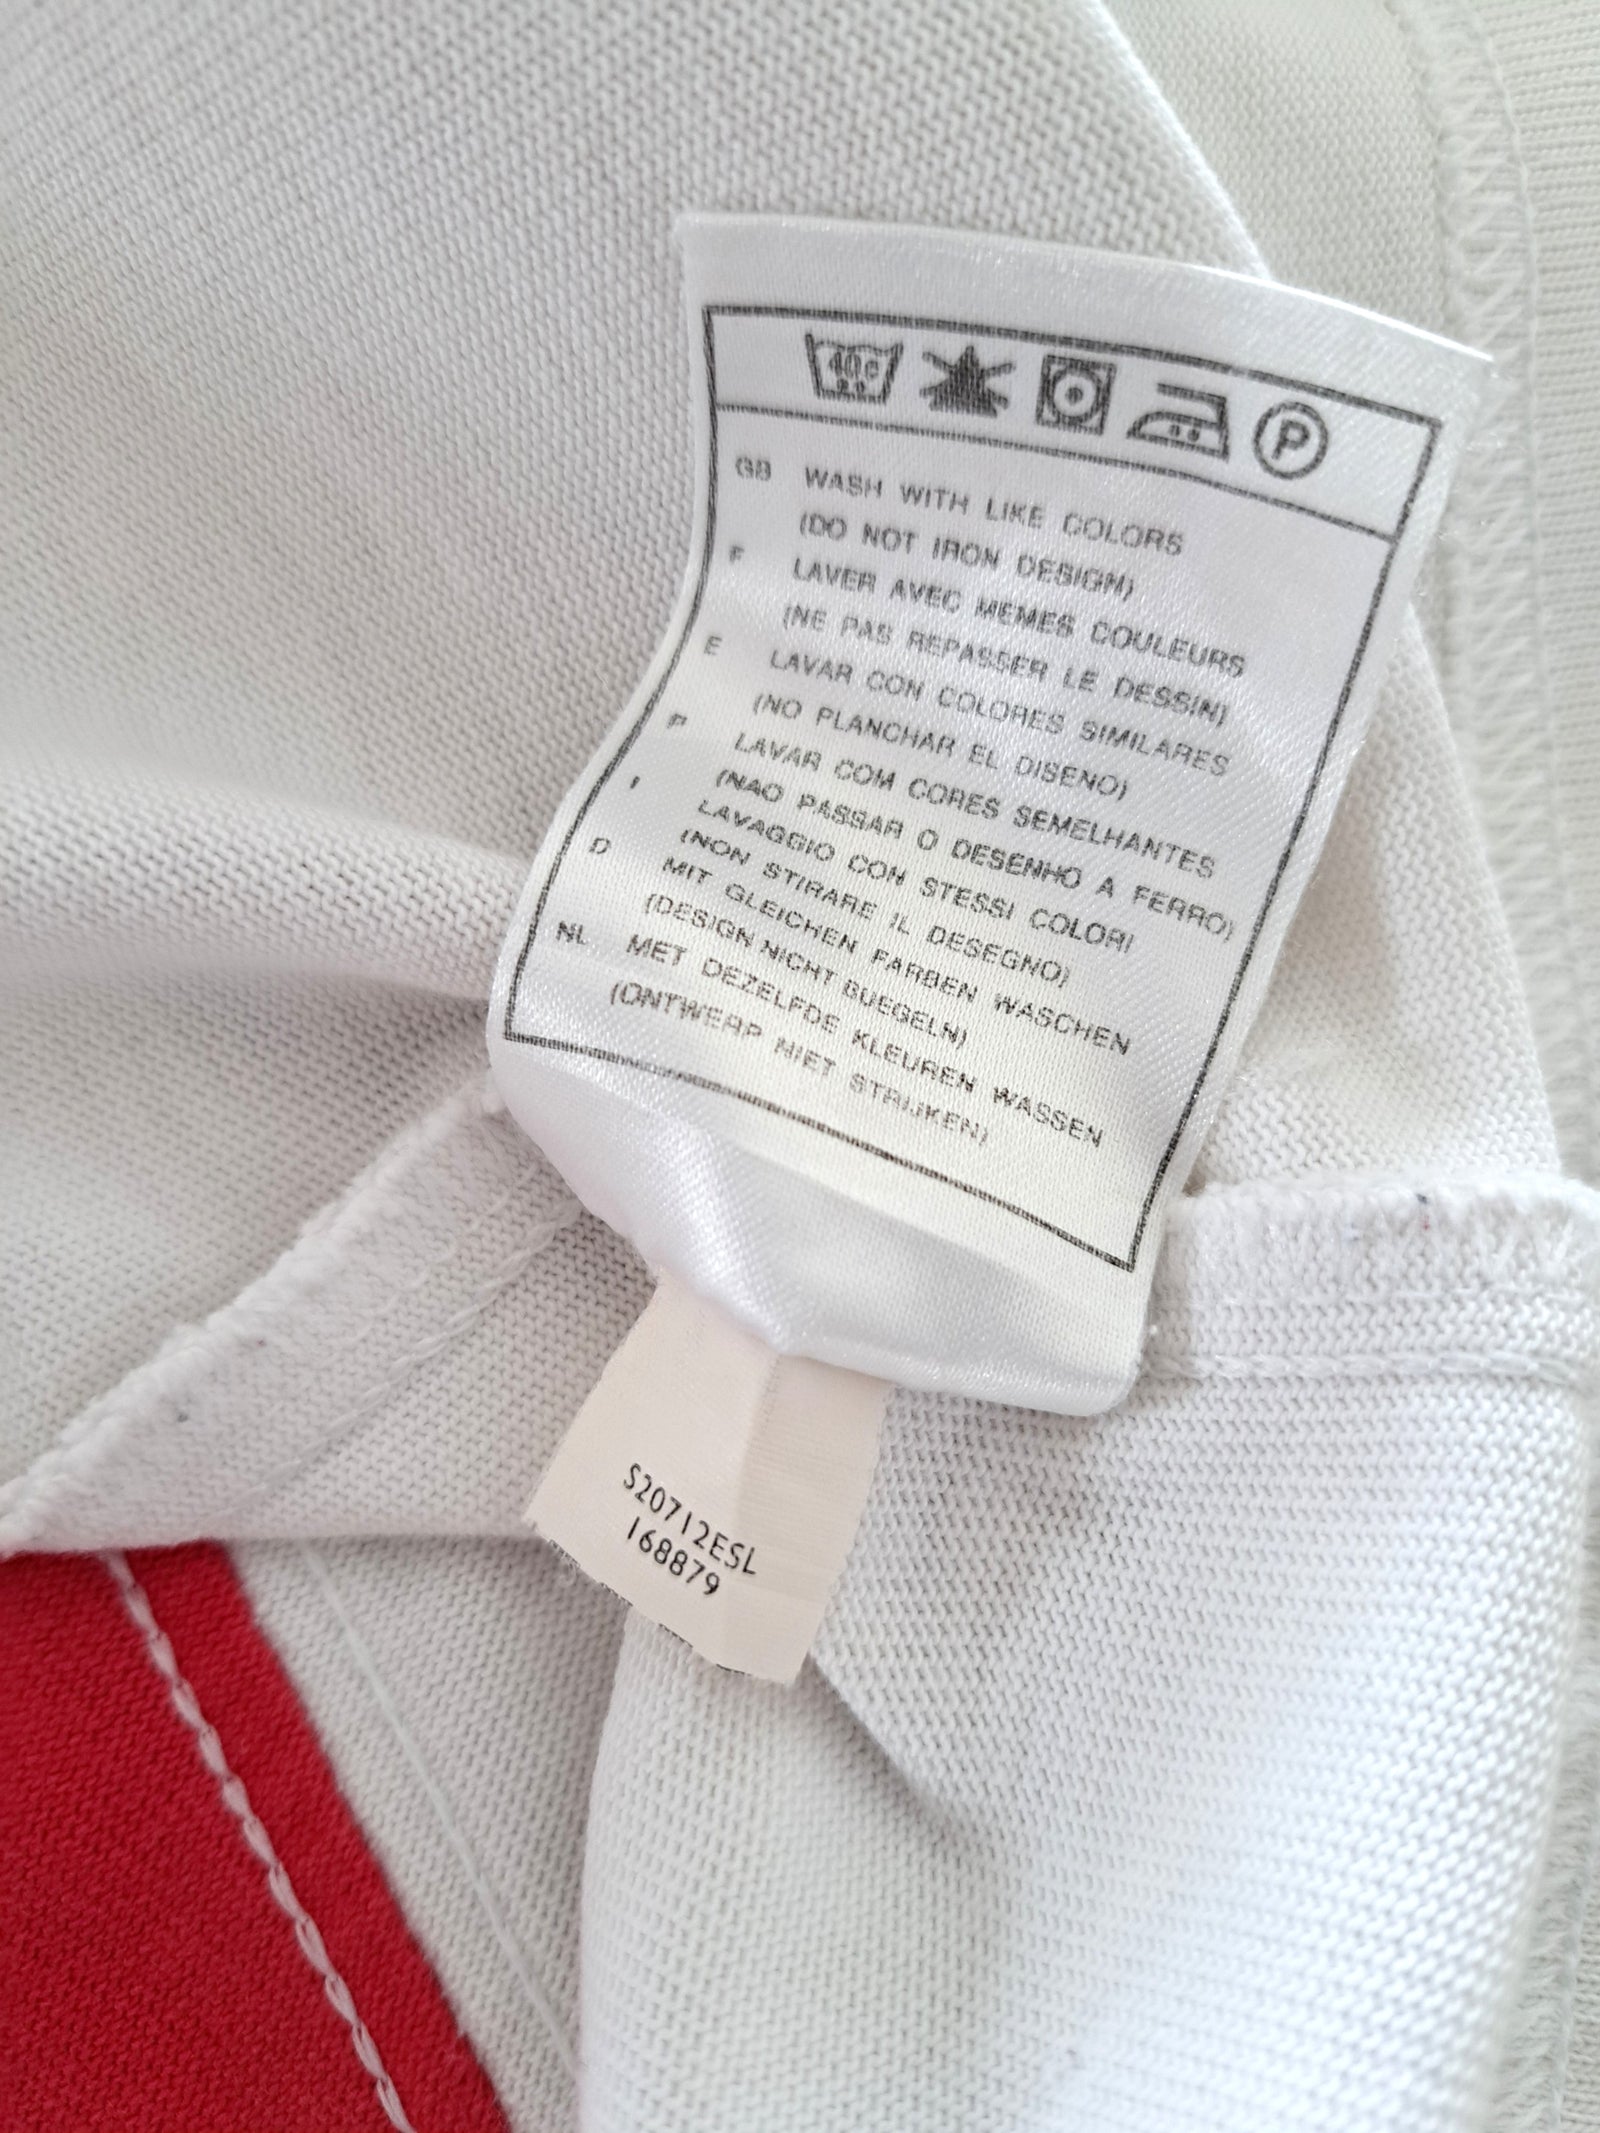 40c
P
GB WASH WITH LIKE COLORS
(DO NOT IRON DESIGN)
F LAVER AVEC MEMES COULEURS
(NE PAS REPASSER LE DESSIN)
E LAVAR CON COLORES SIMILARES
(NO PLANCHAR EL DISENO)
P LAVAR COM CORES SEMELHANTES
(NAO PASSAR O DESENHO A FERRO)
I LAVAGGIO CON STESSI COLORI
(NON STIRARE IL DESEGNO)
D MIT GLEICHEN FARBEN WASCHEN
(DESIGN NICHT BUEGELN)
NL MET DEZELFDE KLEUREN WASSEN
(ONTWERP NIET STRIJKEN)
S20712ESL
168879